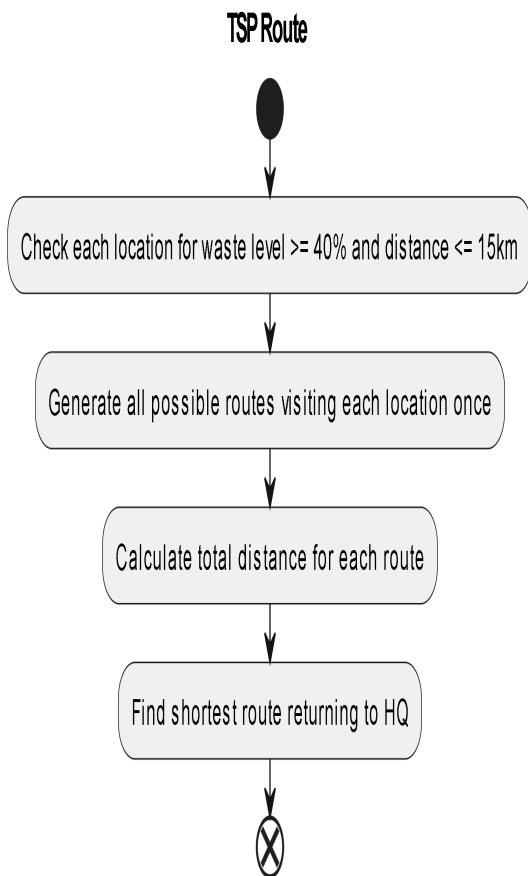 TSP Route
Check each location for waste level >= 40% and distance <= 15km
Generate all possible routes visiting each location once
Calculate total distance for each route
Find shortest route returning to HQ